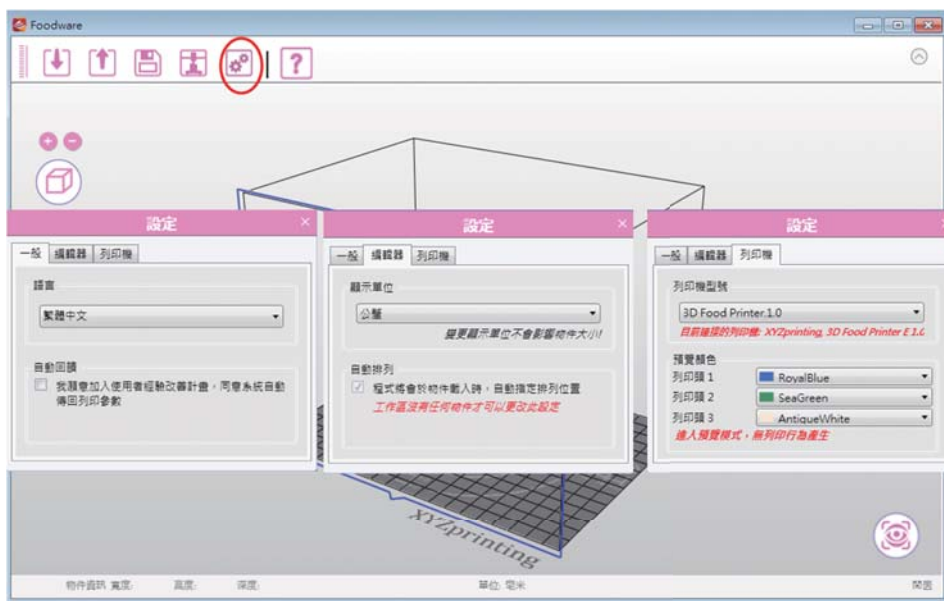 Foodware
?
設定
一般 編輯器 列印機
語言
繁體中文
自動回饋
我願意加入使用者經驗改善計畫，同意系統自動
傳回列印參數
設定
一般 編輯器 列印機
顯示單位
公釐
變更顯示單位不會影響物件大小!
自動排列
程式將會於物件載入時，自動指定排列位置
工作區沒有任何物件才可以更改此設定
設定
一般 編輯器 列印機
列印機型號
3D Food Printer.1.0
目前連接的列印機: XYZprinting, 3D Food Printer E 1.0
預覽顏色
列印頭 1 RoyalBlue
列印頭 2 SeaGreen
列印頭 3 AntiqueWhite
進入預覽模式，無列印行為產生
XYZprinting
物件資訊 寬度: 高度: 深度: 單位: 毫米